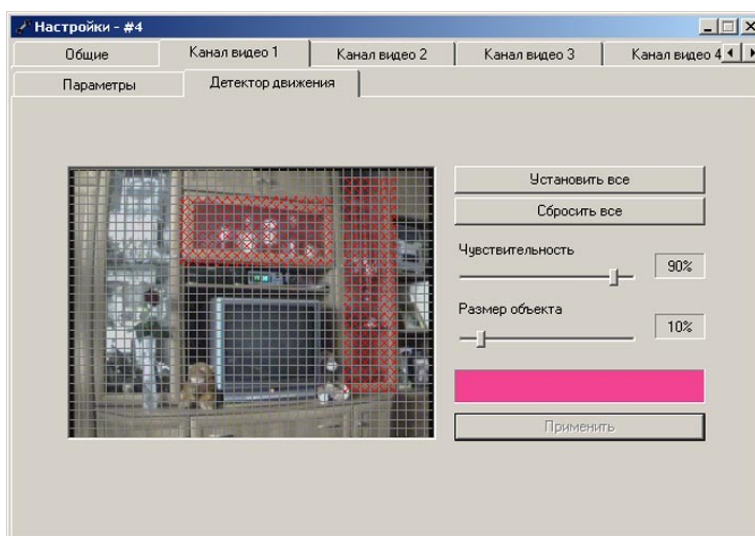 Настройки - #4
Общие
Канал видео 1
Канал видео 2
Канал видео 3
Канал видео 4
Параметры
Детектор движения
Установить все
Сбросить все
Чувствительность
90%
Размер объекта
10%
Применить